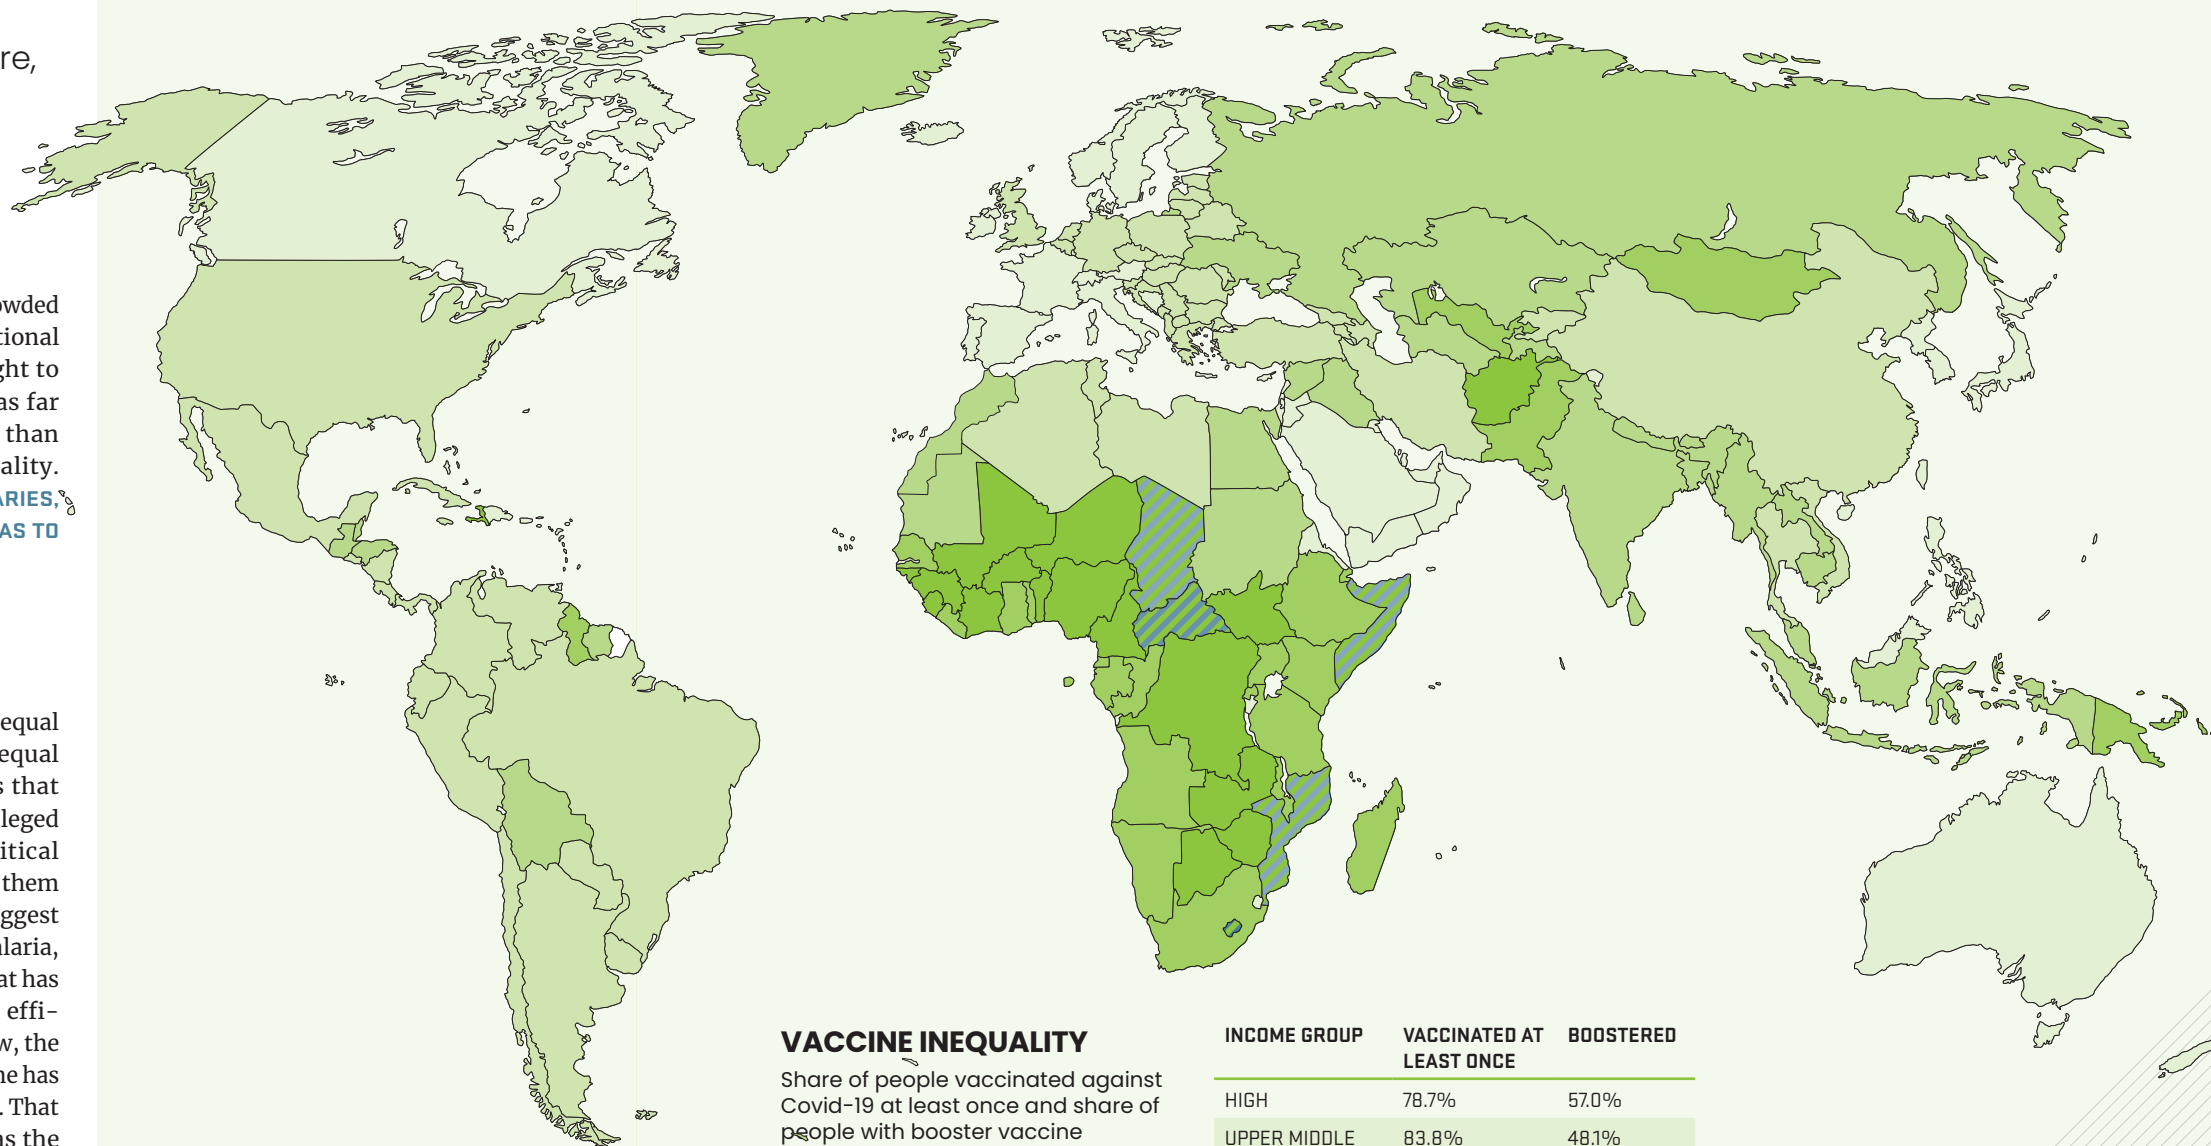 re,
owded
tional
ght to
as far
than
ality.
ARIES,
AS TO
equal
equal
s that
leged
itical
them
ggest
laria,
at has
effi-
w, the
ne has
. That
as the
VACCINE INEQUALITY
Share of people vaccinated against
Covid-19 at least once and share of
people with booster vaccine
INCOME GROUP VACCINATED AT LEAST ONCE BOOSTERED
HIGH 78.7% 57.0%
UPPER MIDDLE 83.8% 48.1%